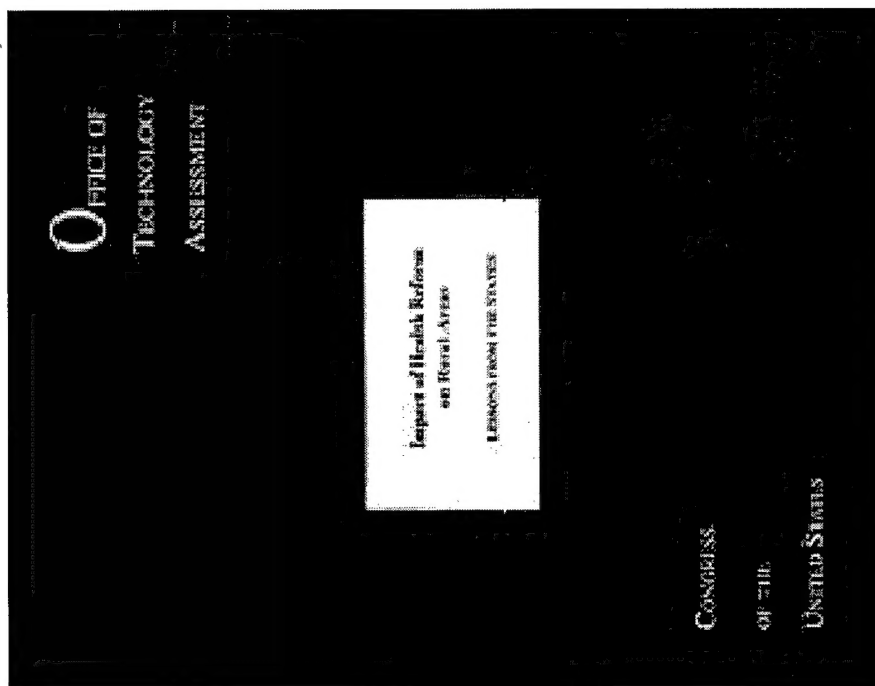 OFFICE OF
TECHNOLOGY
ASSESSMENT
Impact of Health Reform
on Rural Areas
LESSONS FROM THE STATES
CONGRESS
OF THE
UNITED STATES